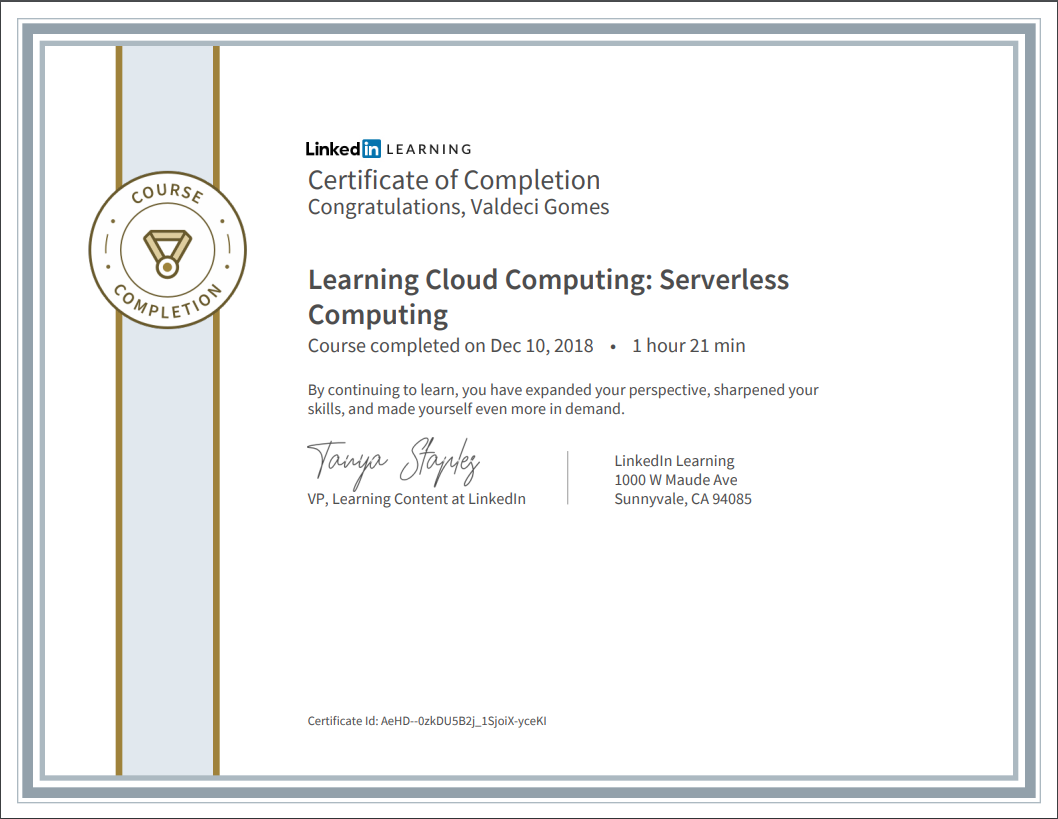 COURSE
COMPLETION
Linkedin LEARNING
Certificate of Completion
Congratulations, Valdeci Gomes
Learning Cloud Computing: Serverless
Computing
Course completed on Dec 10, 2018 • 1 hour 21 min
By continuing to learn, you have expanded your perspective, sharpened your
skills, and made yourself even more in demand.
Tanya Staples
VP, Learning Content at LinkedIn
LinkedIn Learning
1000 W Maude Ave
Sunnyvale, CA 94085
Certificate Id: AeHD--0zkDU5B2j_1SjoiX-yceKI